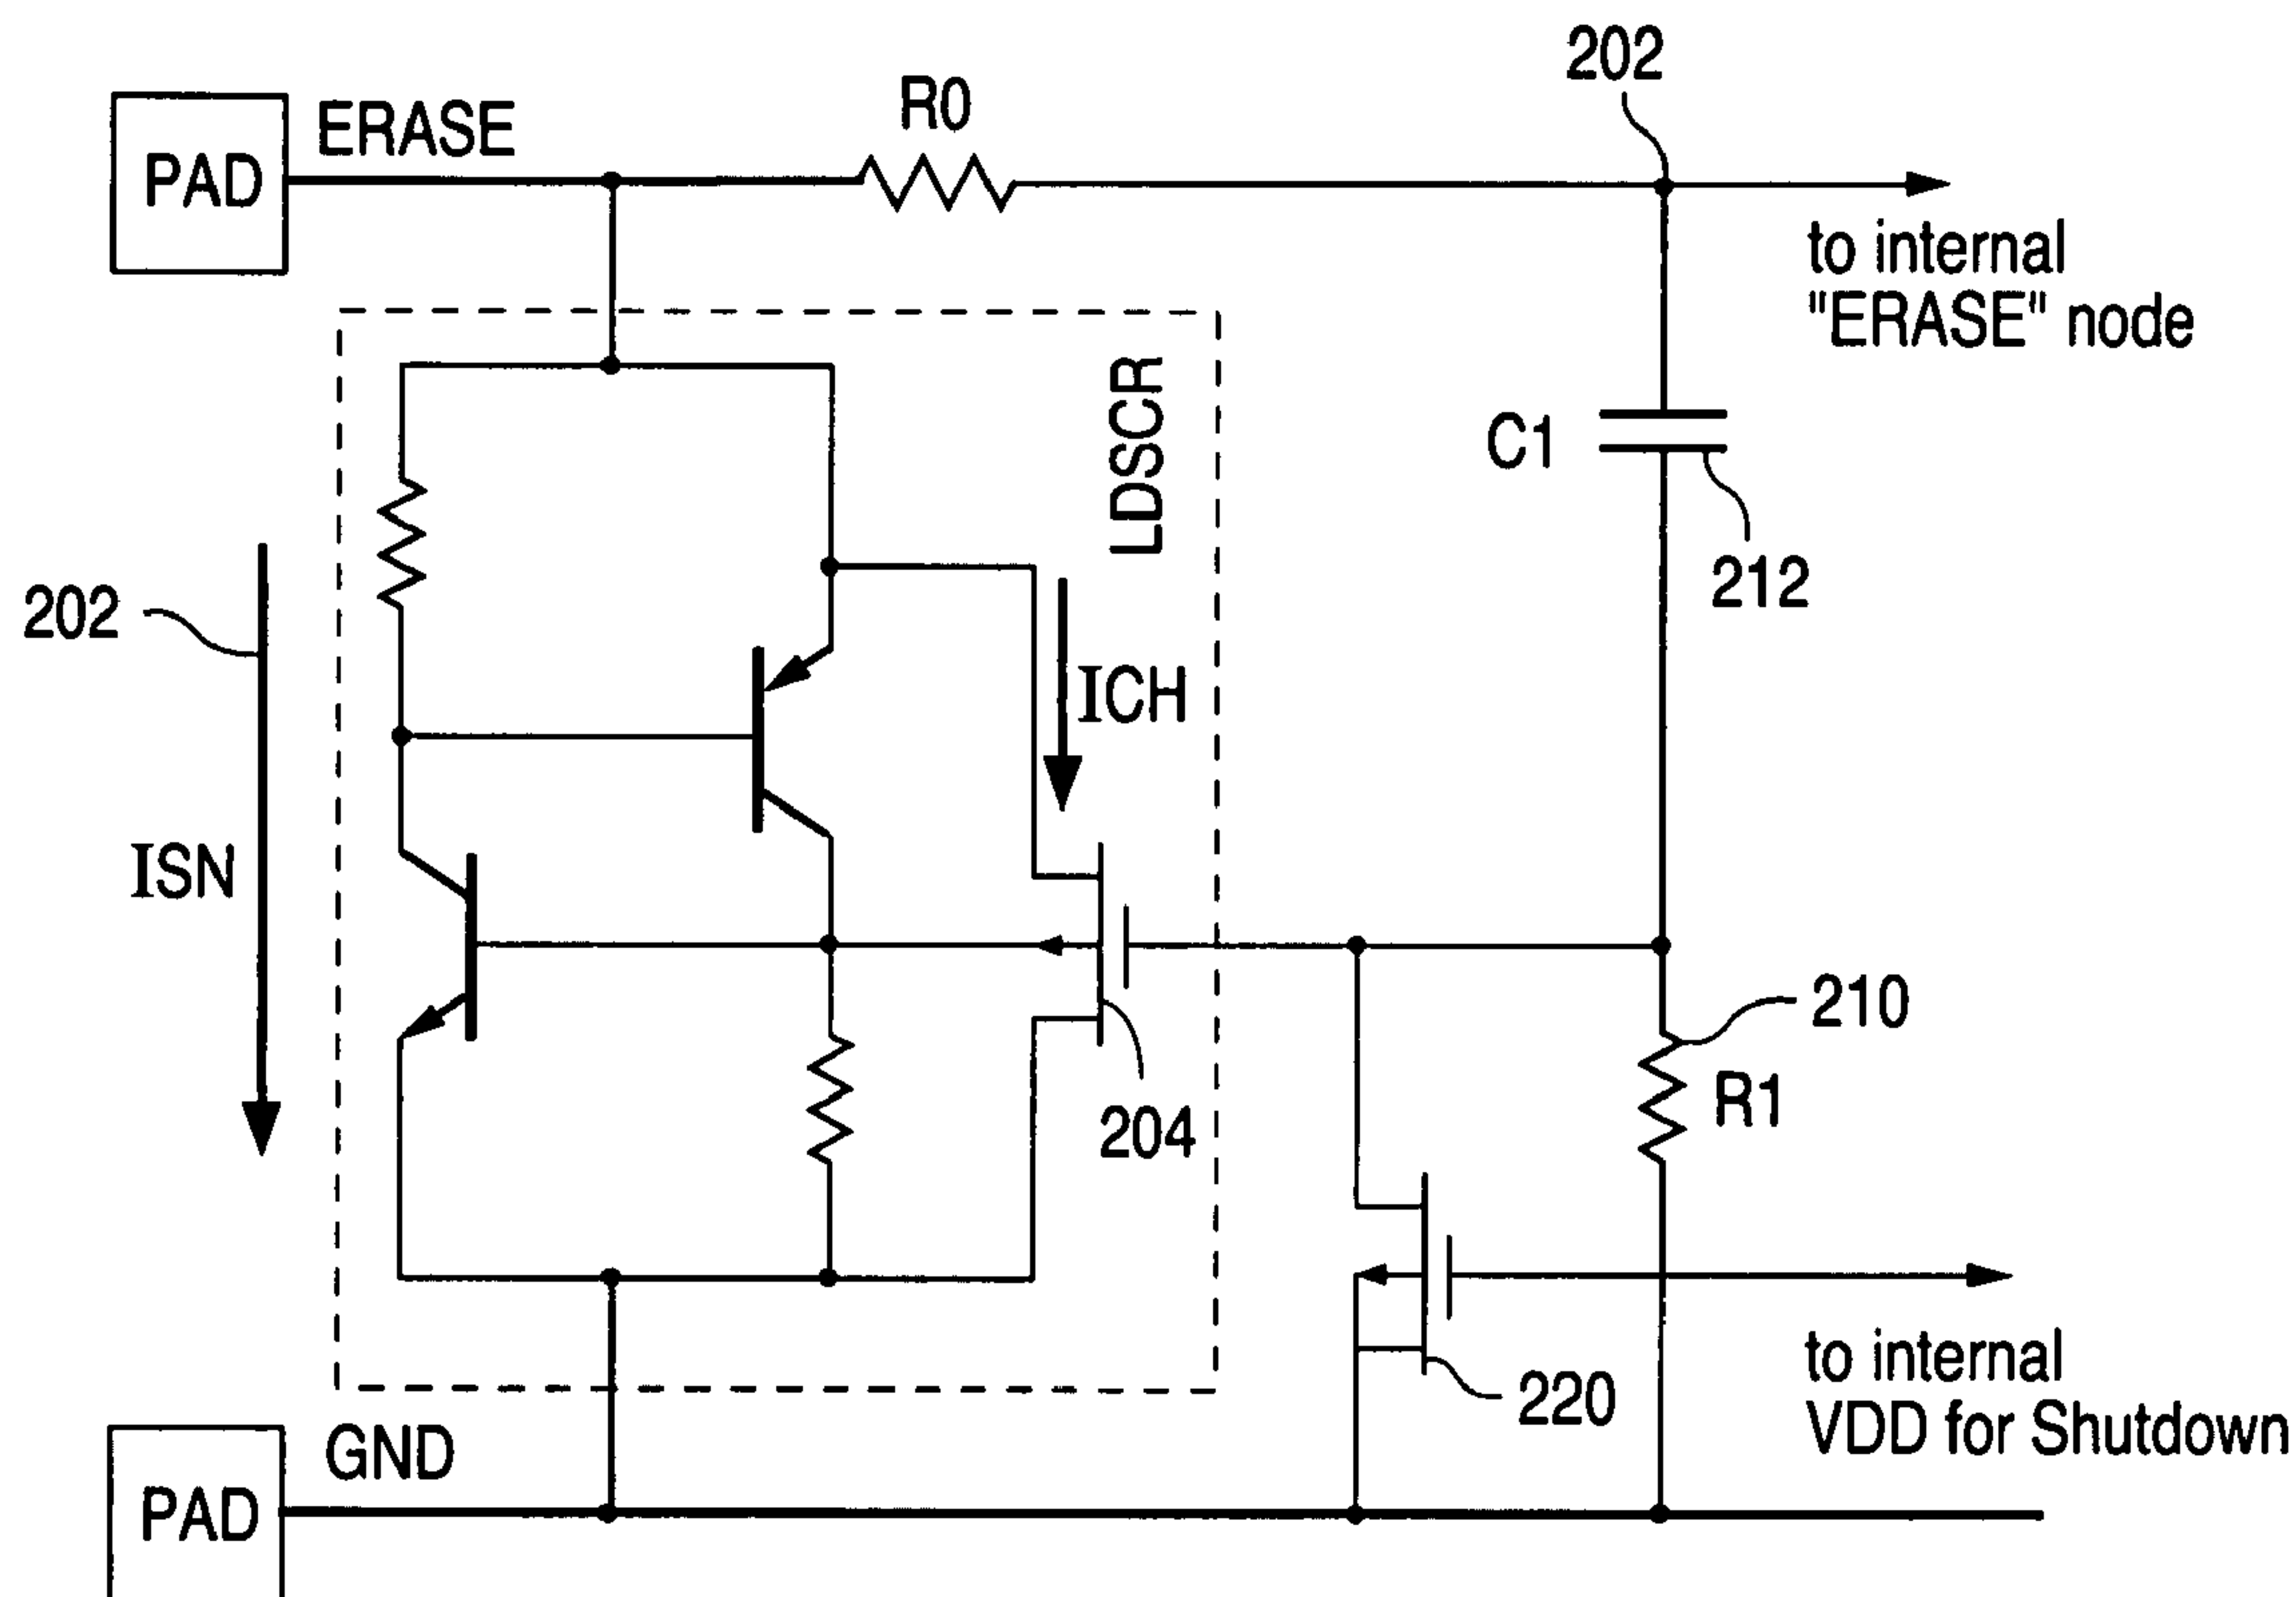 202
R0
ERASE
PAD
to internal
"ERASE" node
LDSCR
C1
212
202
ICH
ISN
210
R1
204
to internal
VDD for Shutdown
220
GND
PAD